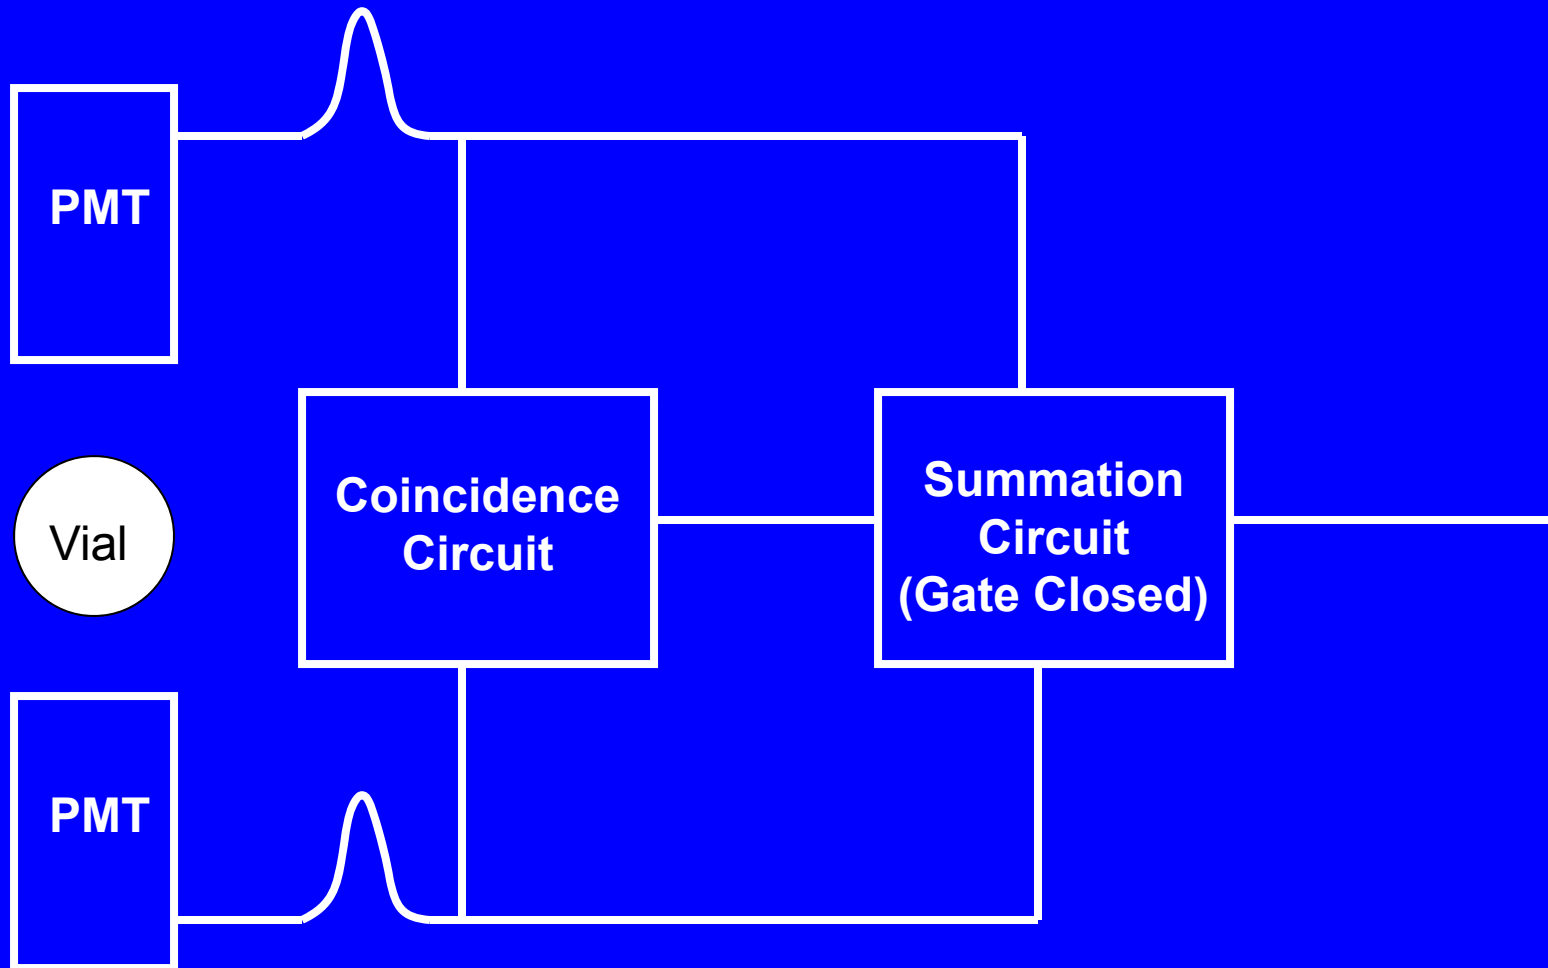 PMT
Vial
Coincidence
Circuit
Summation
Circuit
(Gate Closed)
PMT